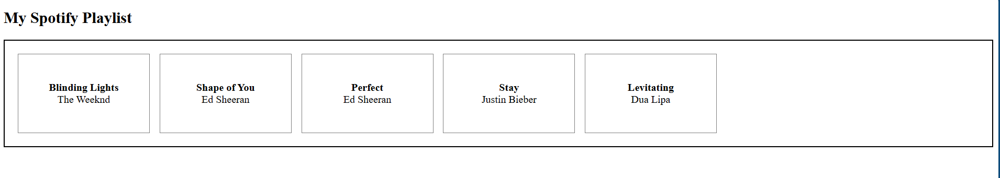 My Spotify Playlist
Blinding Lights
The Weeknd
Shape of You
Ed Sheeran
Perfect
Ed Sheeran
Stay
Justin Bieber
Levitating
Dua Lipa